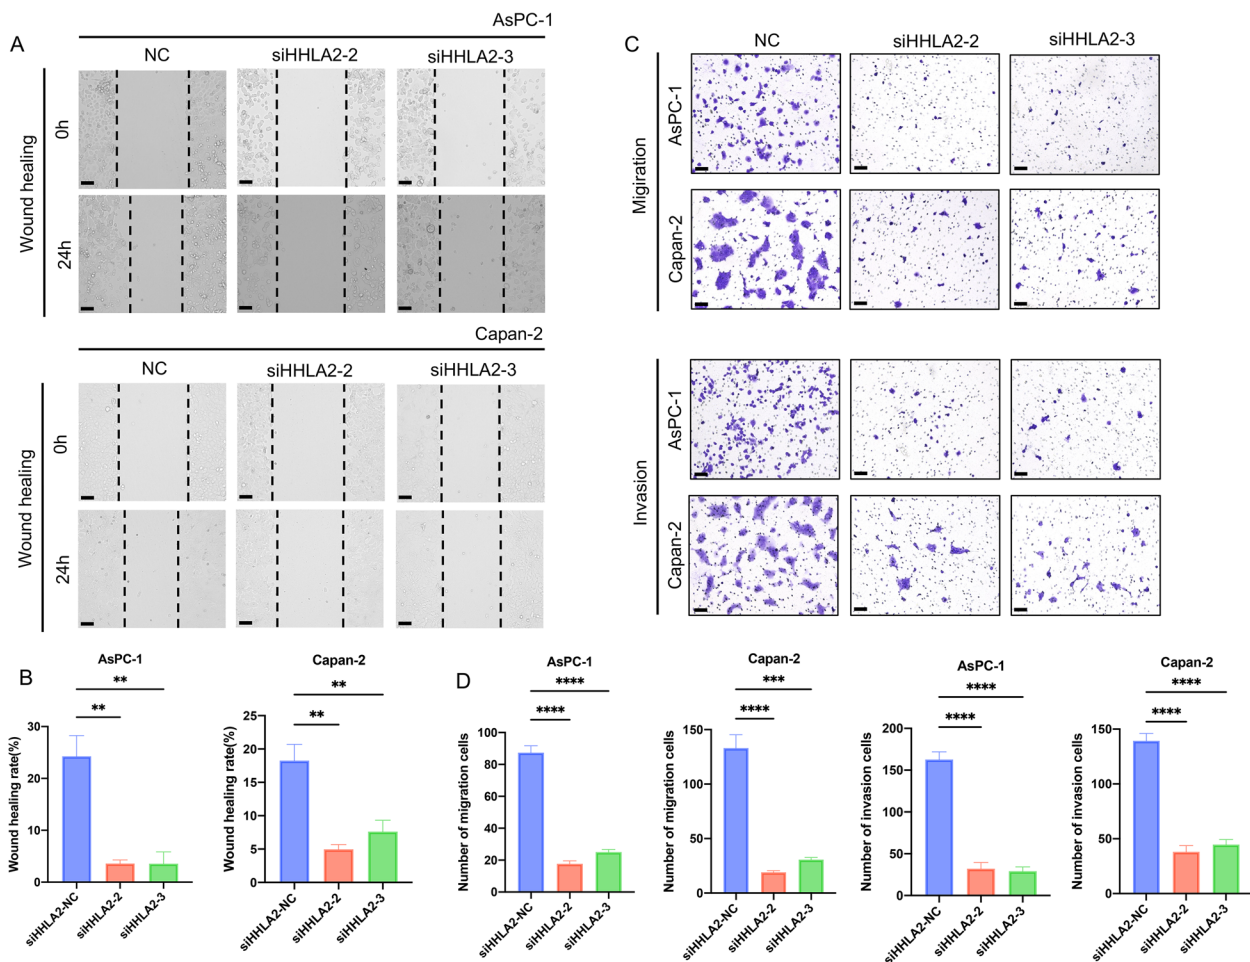 A
AsPC-1
NC
siHHLA2-2
siHHLA2-3
Wound healing
0h
24h
Capan-2
NC
siHHLA2-2
siHHLA2-3
Wound healing
0h
24h
C
NC
siHHLA2-2
siHHLA2-3
Migiration
AsPC-1
Capan-2
Invasion
AsPC-1
Capan-2
B
AsPC-1
**
**
Wound healing rate(%)
30
20
10
0
siHHLA2-NC
siHHLA2-2
siHHLA2-3
Capan-2
**
**
Wound healing rate(%)
25
20
15
10
5
0
siHHLA2-NC
siHHLA2-2
siHHLA2-3
D
AsPC-1
****
****
Number of migration cells
100
80
60
40
20
0
siHHLA2-NC
siHHLA2-2
siHHLA2-3
Capan-2
***
****
Number of migration cells
150
100
50
0
siHHLA2-NC
siHHLA2-2
siHHLA2-3
AsPC-1
****
****
Number of invasion cells
200
150
100
50
0
siHHLA2-NC
siHHLA2-2
siHHLA2-3
Capan-2
****
****
Number of invasion cells
150
100
50
0
siHHLA2-NC
siHHLA2-2
siHHLA2-3